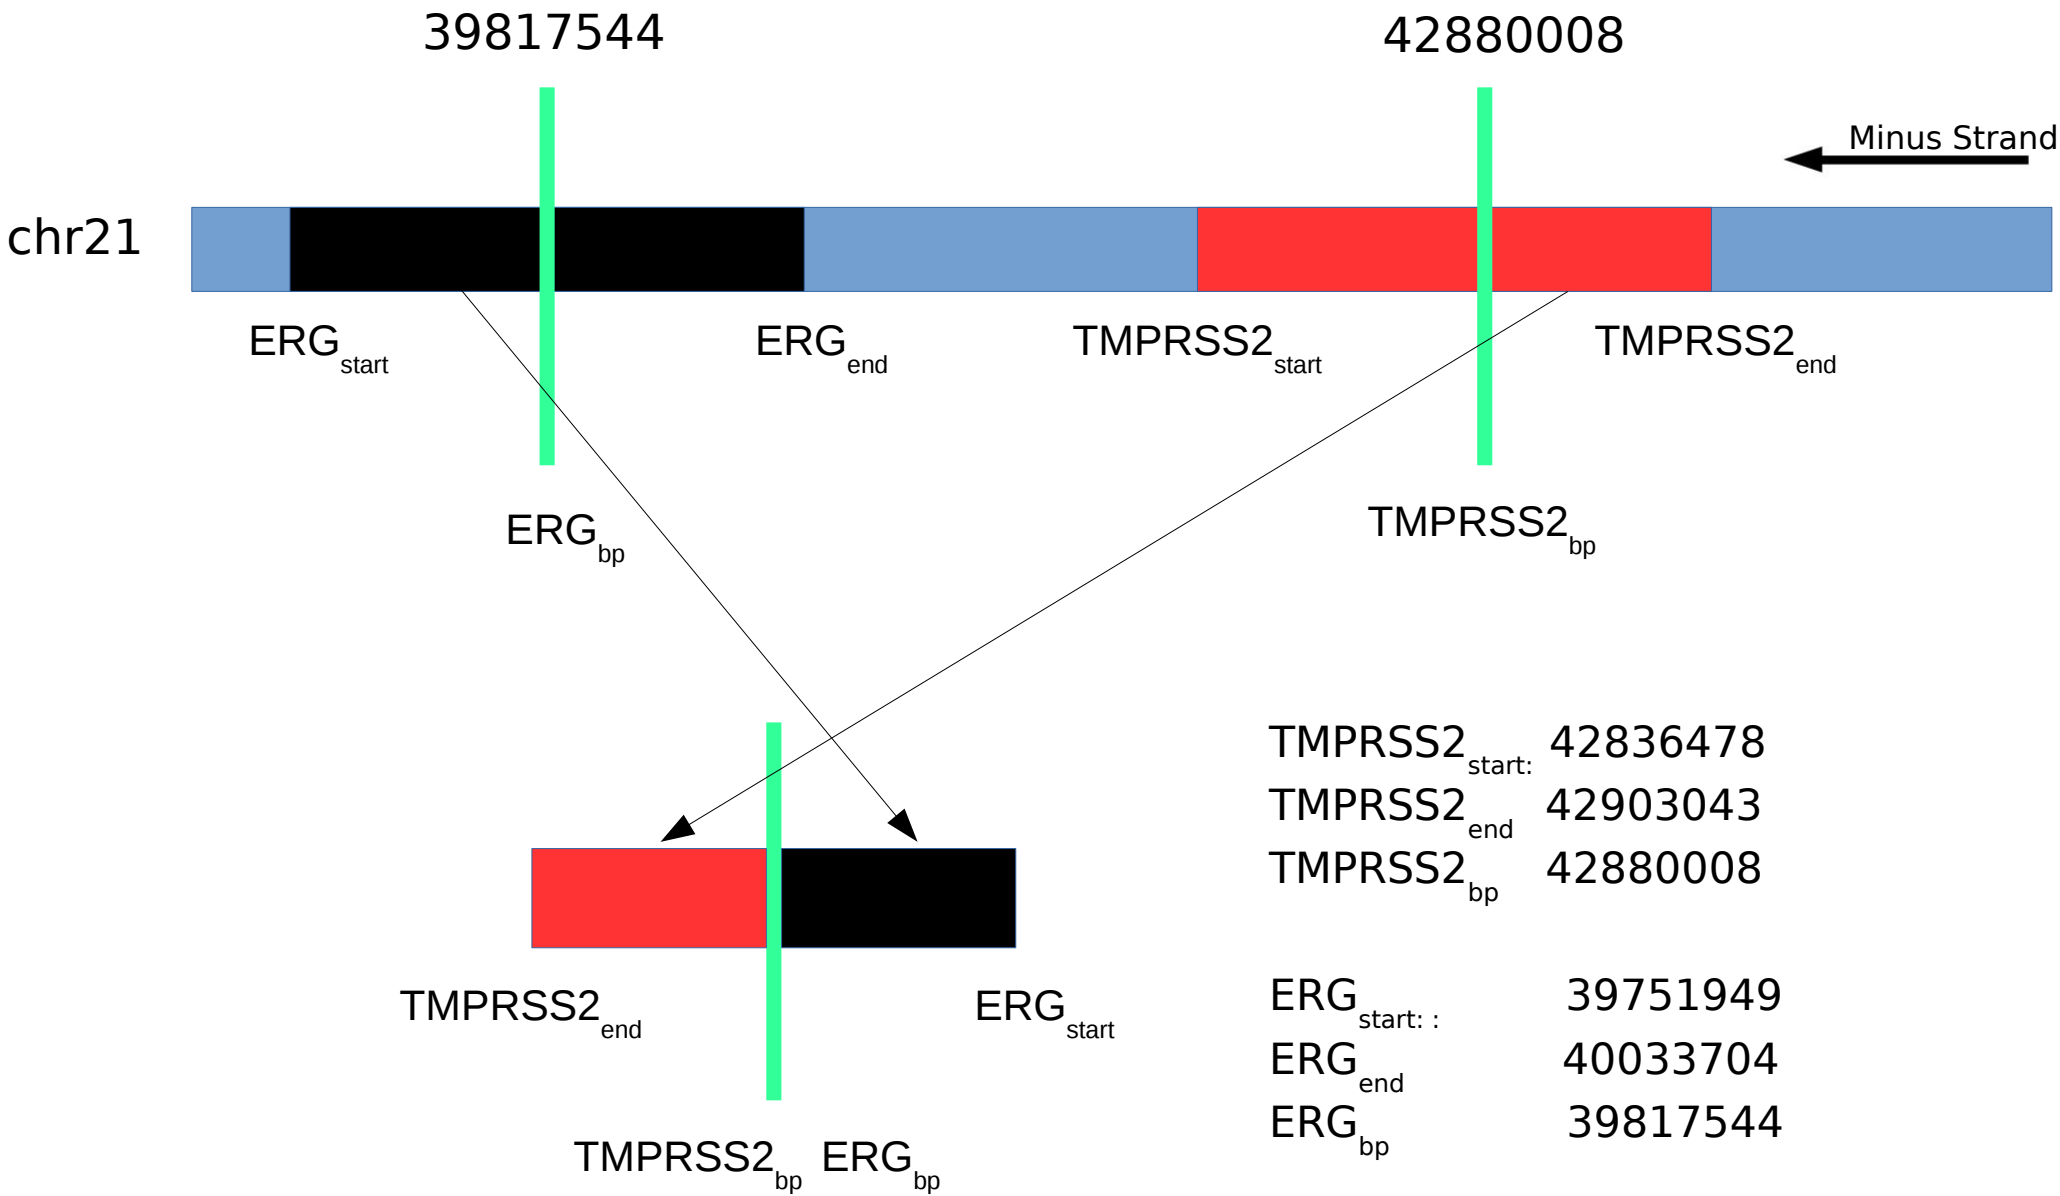 39817544 42880008
Minus Strand
chr21
ERGstart ERGend TMPRSS2start TMPRSS2end
ERGbp TMPRSS2bp
TMPRSS2start: 42836478
TMPRSS2end 42903043
TMPRSS2bp 42880008
TMPRSS2end ERGstart
ERGstart: : 39751949
ERGend 40033704
ERGbp 39817544
TMPRSS2bp ERGbp